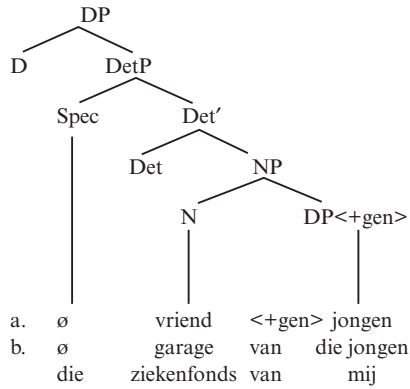 DP
D DetP
Spec Det′
Det NP
N DP<+gen>
a. ø vriend <+gen> jongen
b. ø garage van die jongen
die ziekenfonds van mij